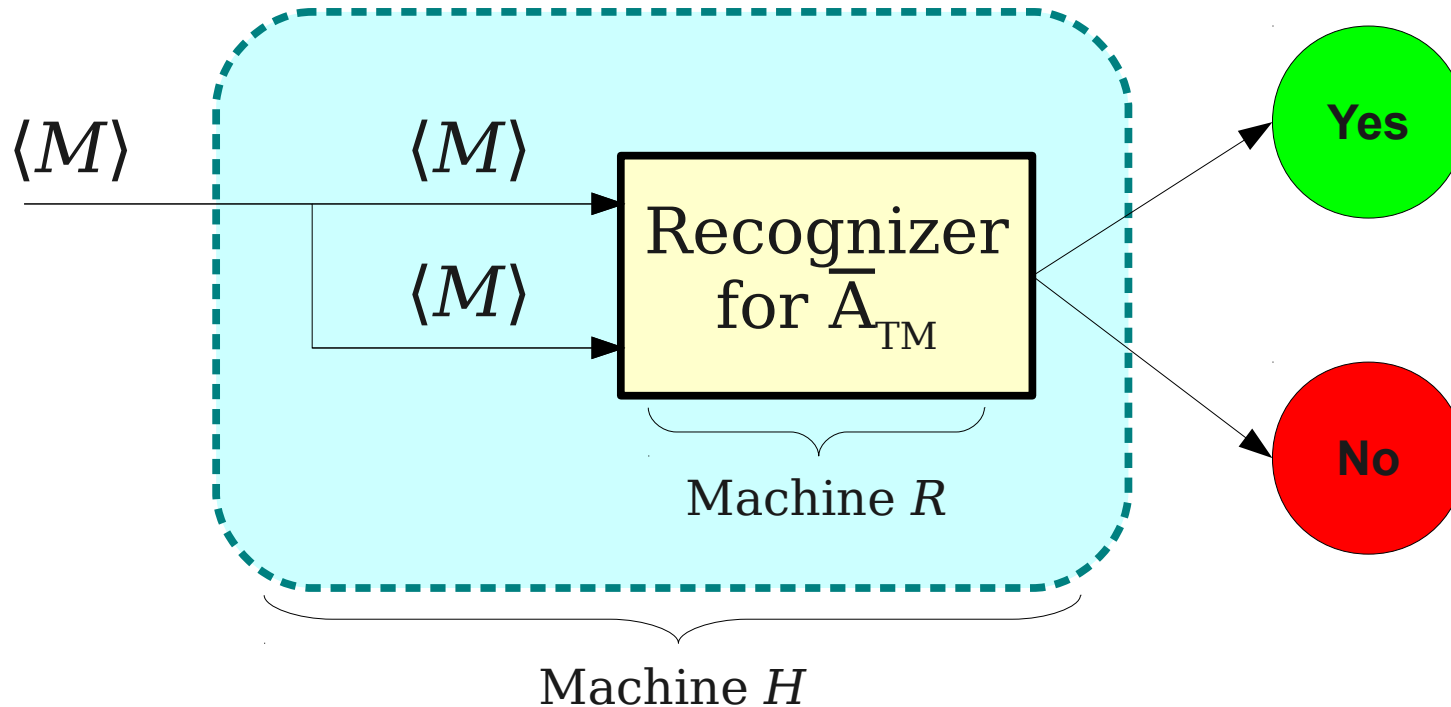 ⟨M⟩
⟨M⟩
⟨M⟩
Recognizer
for A̅TM
Machine R
Machine H
Yes
No